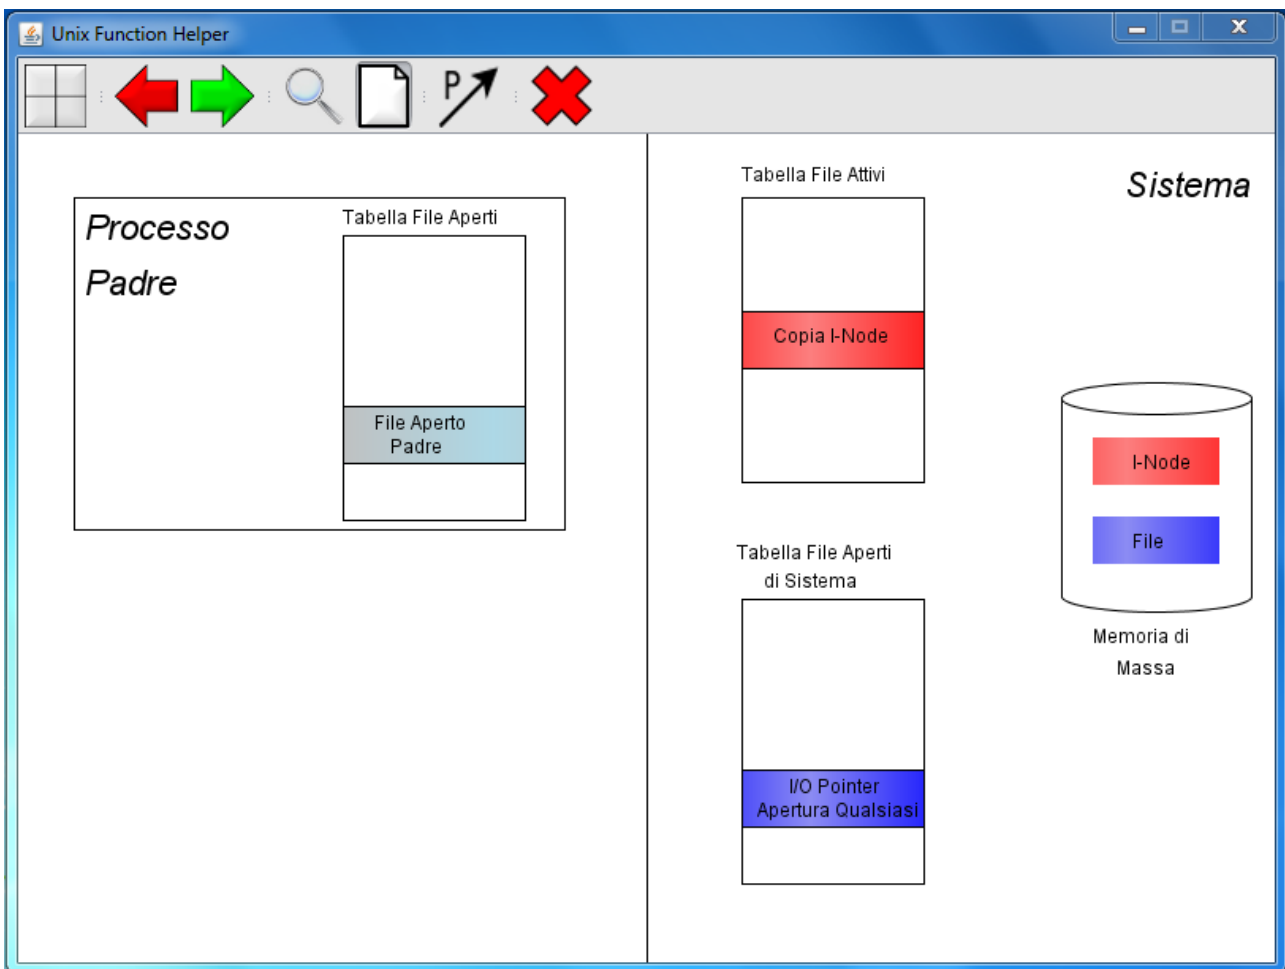 Unix Function Helper
P
Processo
Padre
Tabella File Aperti
File Aperto
Padre
Tabella File Attivi
Copia I-Node
Sistema
I-Node
File
Memoria di
Massa
Tabella File Aperti
di Sistema
I/O Pointer
Apertura Qualsiasi